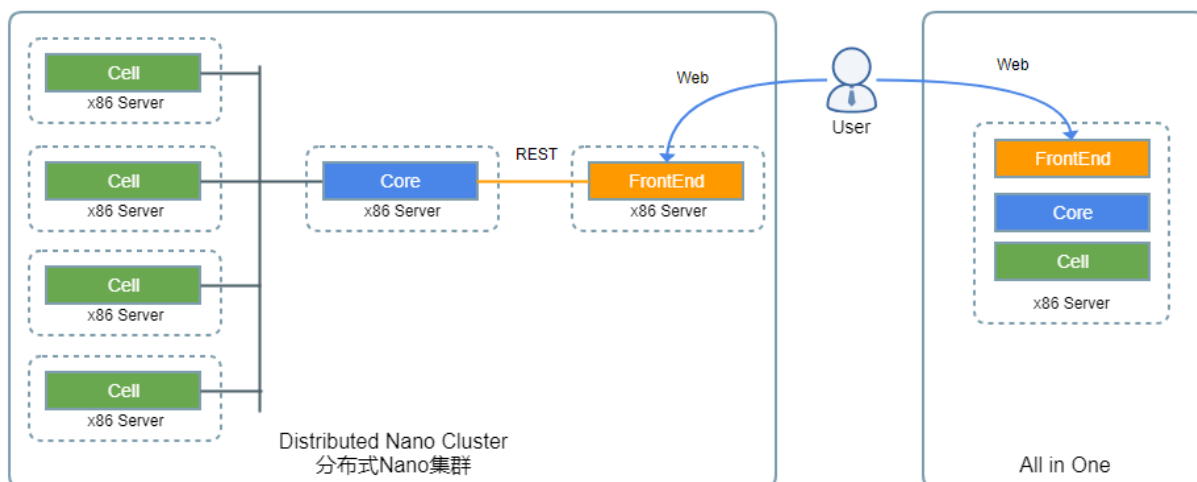 Cell
x86 Server
Cell
x86 Server
Cell
x86 Server
Cell
x86 Server
Core
x86 Server
REST
FrontEnd
x86 Server
Web
Distributed Nano Cluster
分布式Nano集群
User
Web
FrontEnd
Core
Cell
x86 Server
All in One